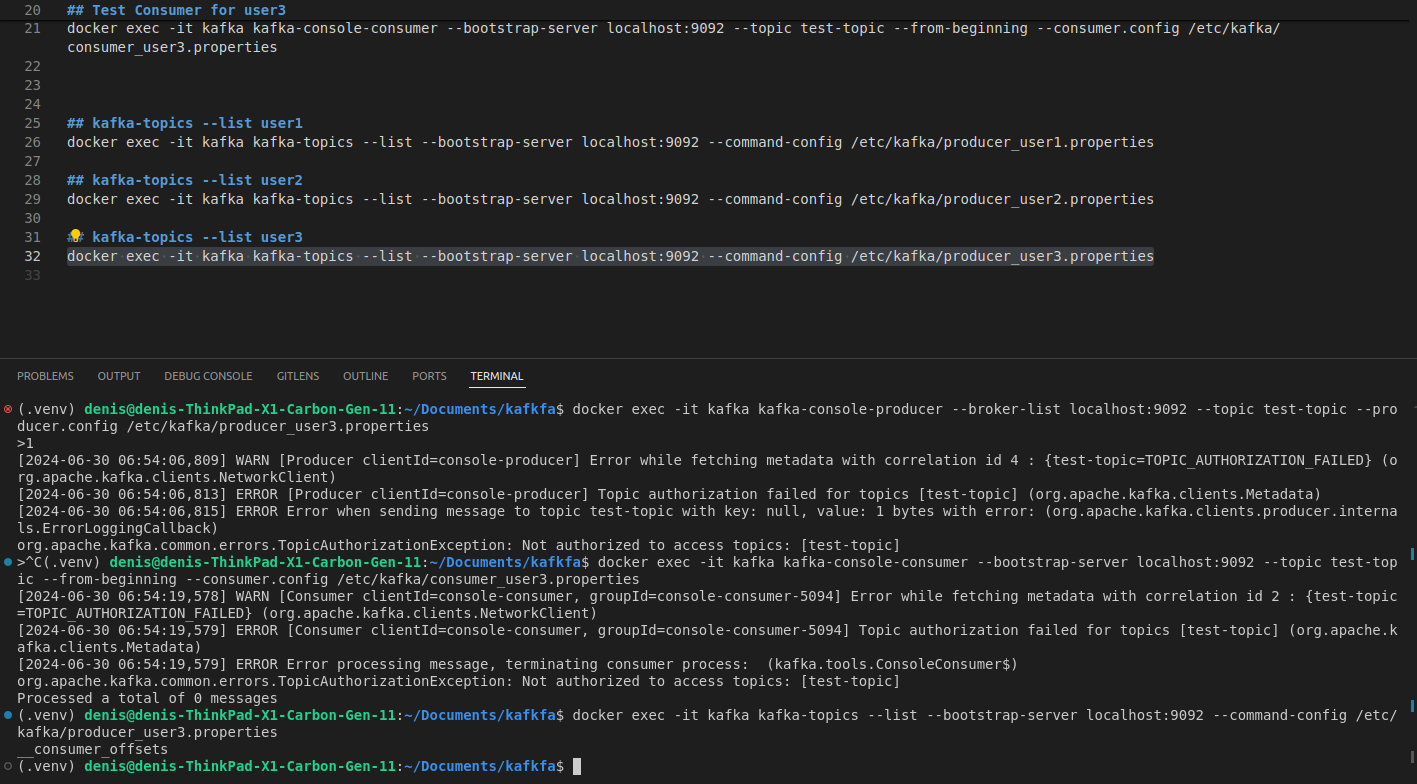 20 ## Test Consumer for user3
21 docker exec -it kafka kafka-console-consumer --bootstrap-server localhost:9092 --topic test-topic --from-beginning --consumer.config /etc/kafka/
consumer_user3.properties
22
23
24
25 ## kafka-topics --list user1
26 docker exec -it kafka kafka-topics --list --bootstrap-server localhost:9092 --command-config /etc/kafka/producer_user1.properties
27
28 ## kafka-topics --list user2
29 docker exec -it kafka kafka-topics --list --bootstrap-server localhost:9092 --command-config /etc/kafka/producer_user2.properties
30
31 ## kafka-topics --list user3
32 docker exec -it kafka kafka-topics --list --bootstrap-server localhost:9092 --command-config /etc/kafka/producer_user3.properties
33
PROBLEMS OUTPUT DEBUG CONSOLE GITLENS OUTLINE PORTS TERMINAL
(.venv) denis@denis-ThinkPad-X1-Carbon-Gen-11:~/Documents/kafkfa$ docker exec -it kafka kafka-console-producer --broker-list localhost:9092 --topic test-topic --pro
ducer.config /etc/kafka/producer_user3.properties
>1
[2024-06-30 06:54:06,809] WARN [Producer clientId=console-producer] Error while fetching metadata with correlation id 4 : {test-topic=TOPIC_AUTHORIZATION_FAILED} (o
rg.apache.kafka.clients.NetworkClient)
[2024-06-30 06:54:06,813] ERROR [Producer clientId=console-producer] Topic authorization failed for topics [test-topic] (org.apache.kafka.clients.Metadata)
[2024-06-30 06:54:06,815] ERROR Error when sending message to topic test-topic with key: null, value: 1 bytes with error: (org.apache.kafka.clients.producer.interna
ls.ErrorLoggingCallback)
org.apache.kafka.common.errors.TopicAuthorizationException: Not authorized to access topics: [test-topic]
>^C(.venv) denis@denis-ThinkPad-X1-Carbon-Gen-11:~/Documents/kafkfa$ docker exec -it kafka kafka-console-consumer --bootstrap-server localhost:9092 --topic test-top
ic --from-beginning --consumer.config /etc/kafka/consumer_user3.properties
[2024-06-30 06:54:19,578] WARN [Consumer clientId=console-consumer, groupId=console-consumer-5094] Error while fetching metadata with correlation id 2 : {test-topic
=TOPIC_AUTHORIZATION_FAILED} (org.apache.kafka.clients.NetworkClient)
[2024-06-30 06:54:19,579] ERROR [Consumer clientId=console-consumer, groupId=console-consumer-5094] Topic authorization failed for topics [test-topic] (org.apache.k
afka.clients.Metadata)
[2024-06-30 06:54:19,579] ERROR Error processing message, terminating consumer process:  (kafka.tools.ConsoleConsumer$)
org.apache.kafka.common.errors.TopicAuthorizationException: Not authorized to access topics: [test-topic]
Processed a total of 0 messages
(.venv) denis@denis-ThinkPad-X1-Carbon-Gen-11:~/Documents/kafkfa$ docker exec -it kafka kafka-topics --list --bootstrap-server localhost:9092 --command-config /etc/
kafka/producer_user3.properties
__consumer_offsets
(.venv) denis@denis-ThinkPad-X1-Carbon-Gen-11:~/Documents/kafkfa$